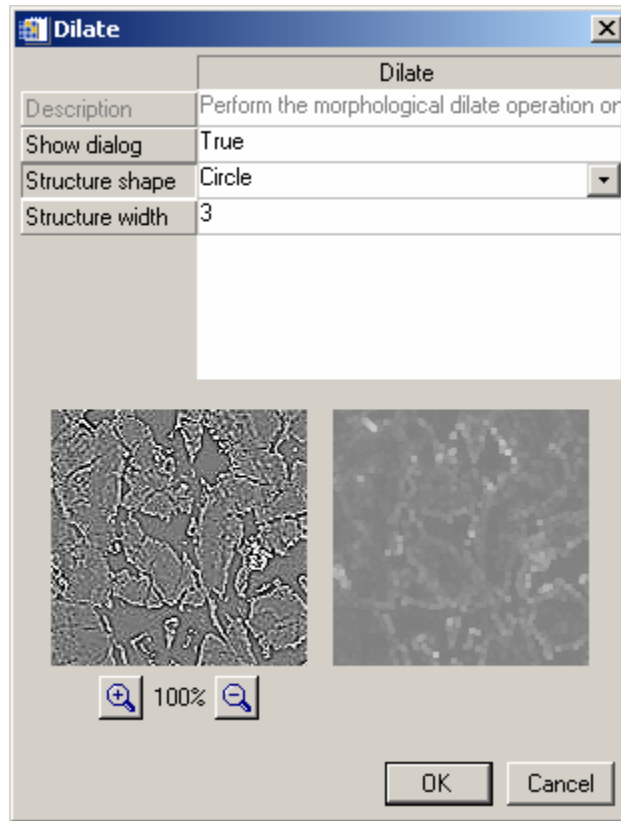 Dilate
Dilate
Description Perform the morphological dilate operation or
Show dialog True
Structure shape Circle
Structure width 3
100%
OK Cancel